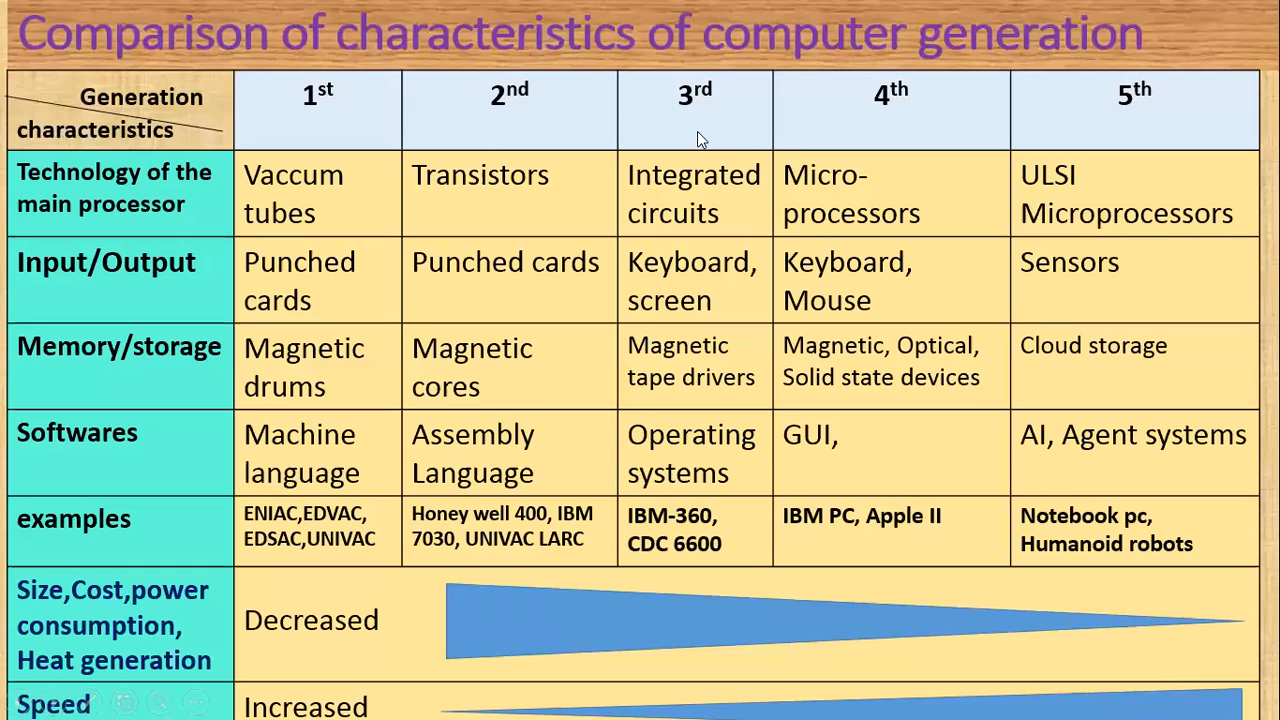 Comparison of characteristics of computer generation
Generation
characteristics
1st
2nd
3rd
4th
5th
Technology of the
main processor
Vaccum
tubes
Transistors
Integrated
circuits
Micro-
processors
ULSI
Microprocessors
Input/Output
Punched
cards
Punched cards
Keyboard,
screen
Keyboard,
Mouse
Sensors
Memory/storage
Magnetic
drums
Magnetic
cores
Magnetic
tape drivers
Magnetic, Optical,
Solid state devices
Cloud storage
Softwares
Machine
language
Assembly
Language
Operating
systems
GUI,
AI, Agent systems
examples
ENIAC,EDVAC,
EDSAC,UNIVAC
Honey well 400, IBM
7030, UNIVAC LARC
IBM-360,
CDC 6600
IBM PC, Apple II
Notebook pc,
Humanoid robots
Size,Cost,power
consumption,
Heat generation
Decreased
Speed
Increased